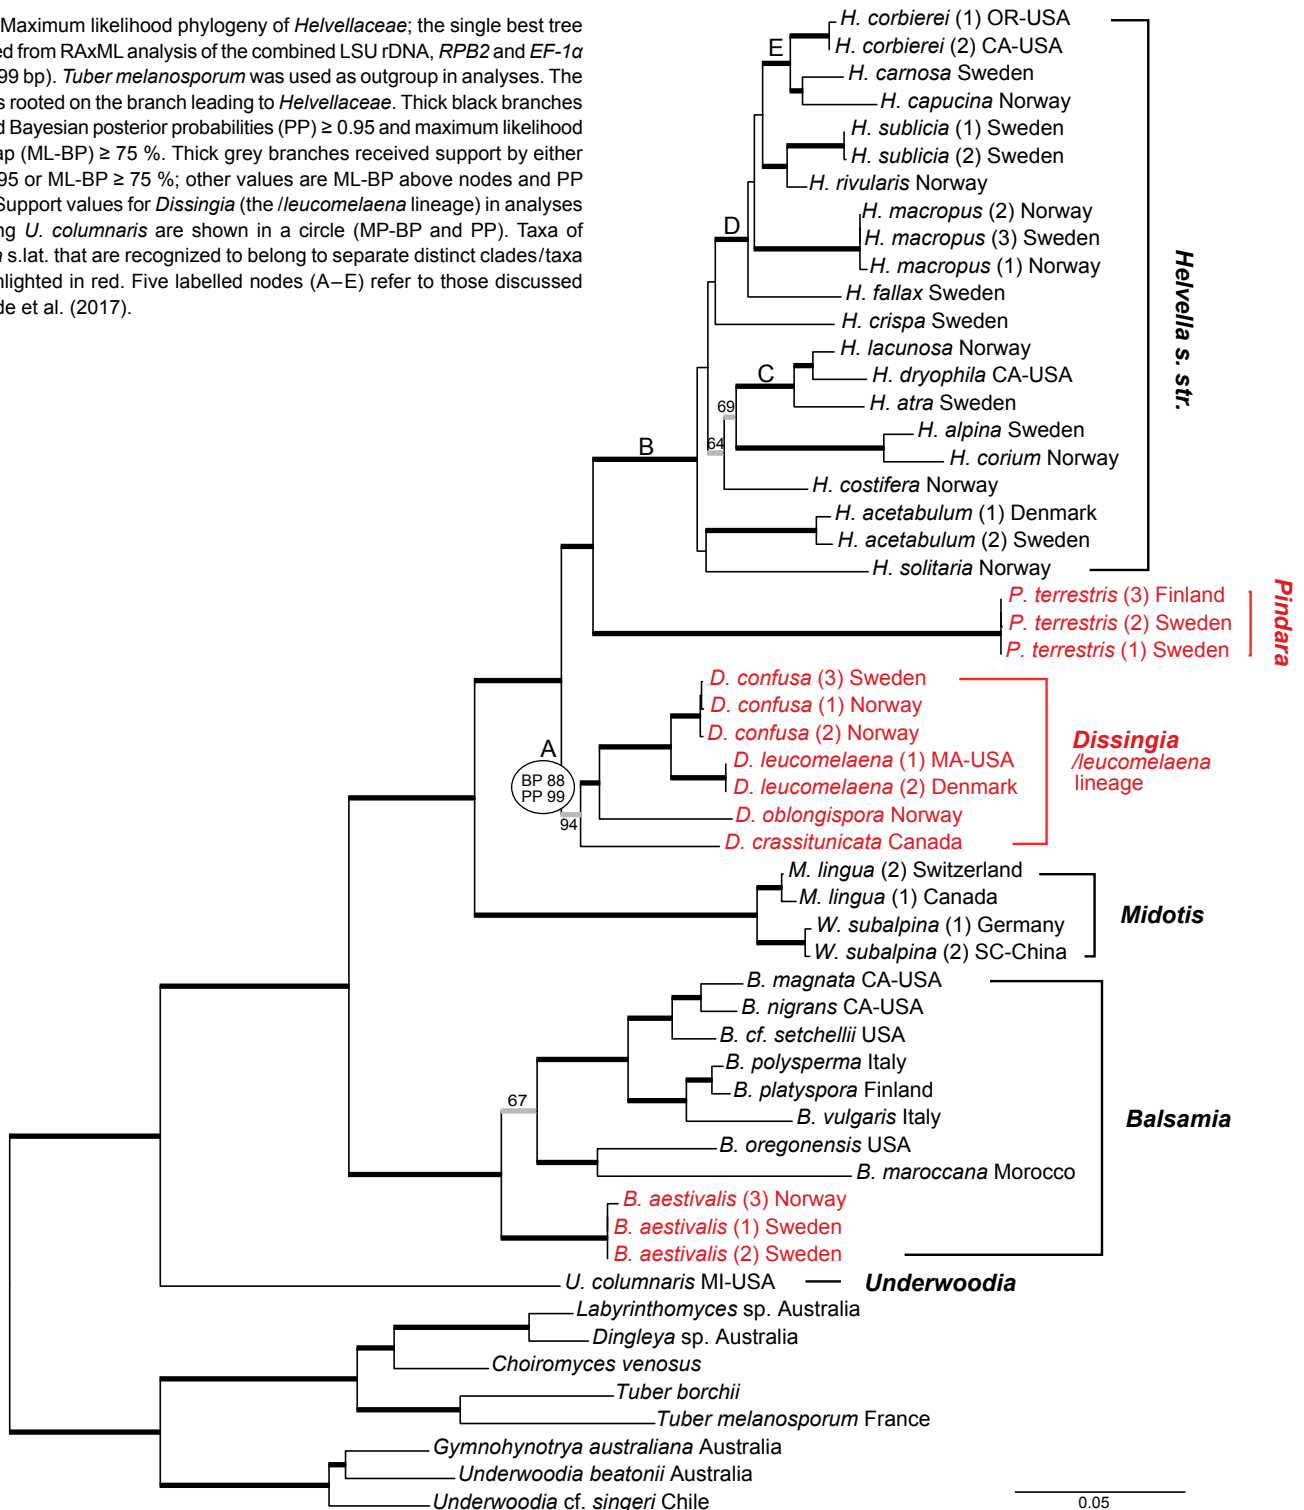 Maximum likelihood phylogeny of Helvellaceae; the single best tree
ed from RAxML analysis of the combined LSU rDNA, RPB2 and EF-1α
99 bp). Tuber melanosporum was used as outgroup in analyses. The
s rooted on the branch leading to Helvellaceae. Thick black branches
d Bayesian posterior probabilities (PP) ≥ 0.95 and maximum likelihood
ap (ML-BP) ≥ 75 %. Thick grey branches received support by either
95 or ML-BP ≥ 75 %; other values are ML-BP above nodes and PP
Support values for Dissingia (the /leucomelaena lineage) in analyses
ng U. columnaris are shown in a circle (MP-BP and PP). Taxa of
s.lat. that are recognized to belong to separate distinct clades/taxa
hlighted in red. Five labelled nodes (A–E) refer to those discussed
de et al. (2017).
H. corbierei (1) OR-USA
H. corbierei (2) CA-USA
E
H. carnosa Sweden
H. capucina Norway
H. sublicia (1) Sweden
H. sublicia (2) Sweden
H. rivularis Norway
H. macropus (2) Norway
D
H. macropus (3) Sweden
H. macropus (1) Norway
H. fallax Sweden
H. crispa Sweden
Helvella s. str.
H. lacunosa Norway
C
H. dryophila CA-USA
H. atra Sweden
69
H. alpina Sweden
64
B
H. corium Norway
H. costifera Norway
H. acetabulum (1) Denmark
H. acetabulum (2) Sweden
H. solitaria Norway
P. terrestris (3) Finland
P. terrestris (2) Sweden
P. terrestris (1) Sweden
Pindara
D. confusa (3) Sweden
D. confusa (1) Norway
D. confusa (2) Norway
D. leucomelaena (1) MA-USA
D. leucomelaena (2) Denmark
D. oblongispora Norway
D. crassitunicata Canada
Dissingia
/leucomelaena
lineage
A
BP 88
PP 99
94
M. lingua (2) Switzerland
M. lingua (1) Canada
W. subalpina (1) Germany
W. subalpina (2) SC-China
Midotis
B. magnata CA-USA
B. nigrans CA-USA
B. cf. setchellii USA
B. polysperma Italy
B. platyspora Finland
67
B. vulgaris Italy
Balsamia
B. oregonensis USA
B. maroccana Morocco
B. aestivalis (3) Norway
B. aestivalis (1) Sweden
B. aestivalis (2) Sweden
U. columnaris MI-USA
Underwoodia
Labyrinthomyces sp. Australia
Dingleya sp. Australia
Choiromyces venosus
Tuber borchii
Tuber melanosporum France
Gymnohynotrya australiana Australia
Underwoodia beatonii Australia
Underwoodia cf. singeri Chile
0.05